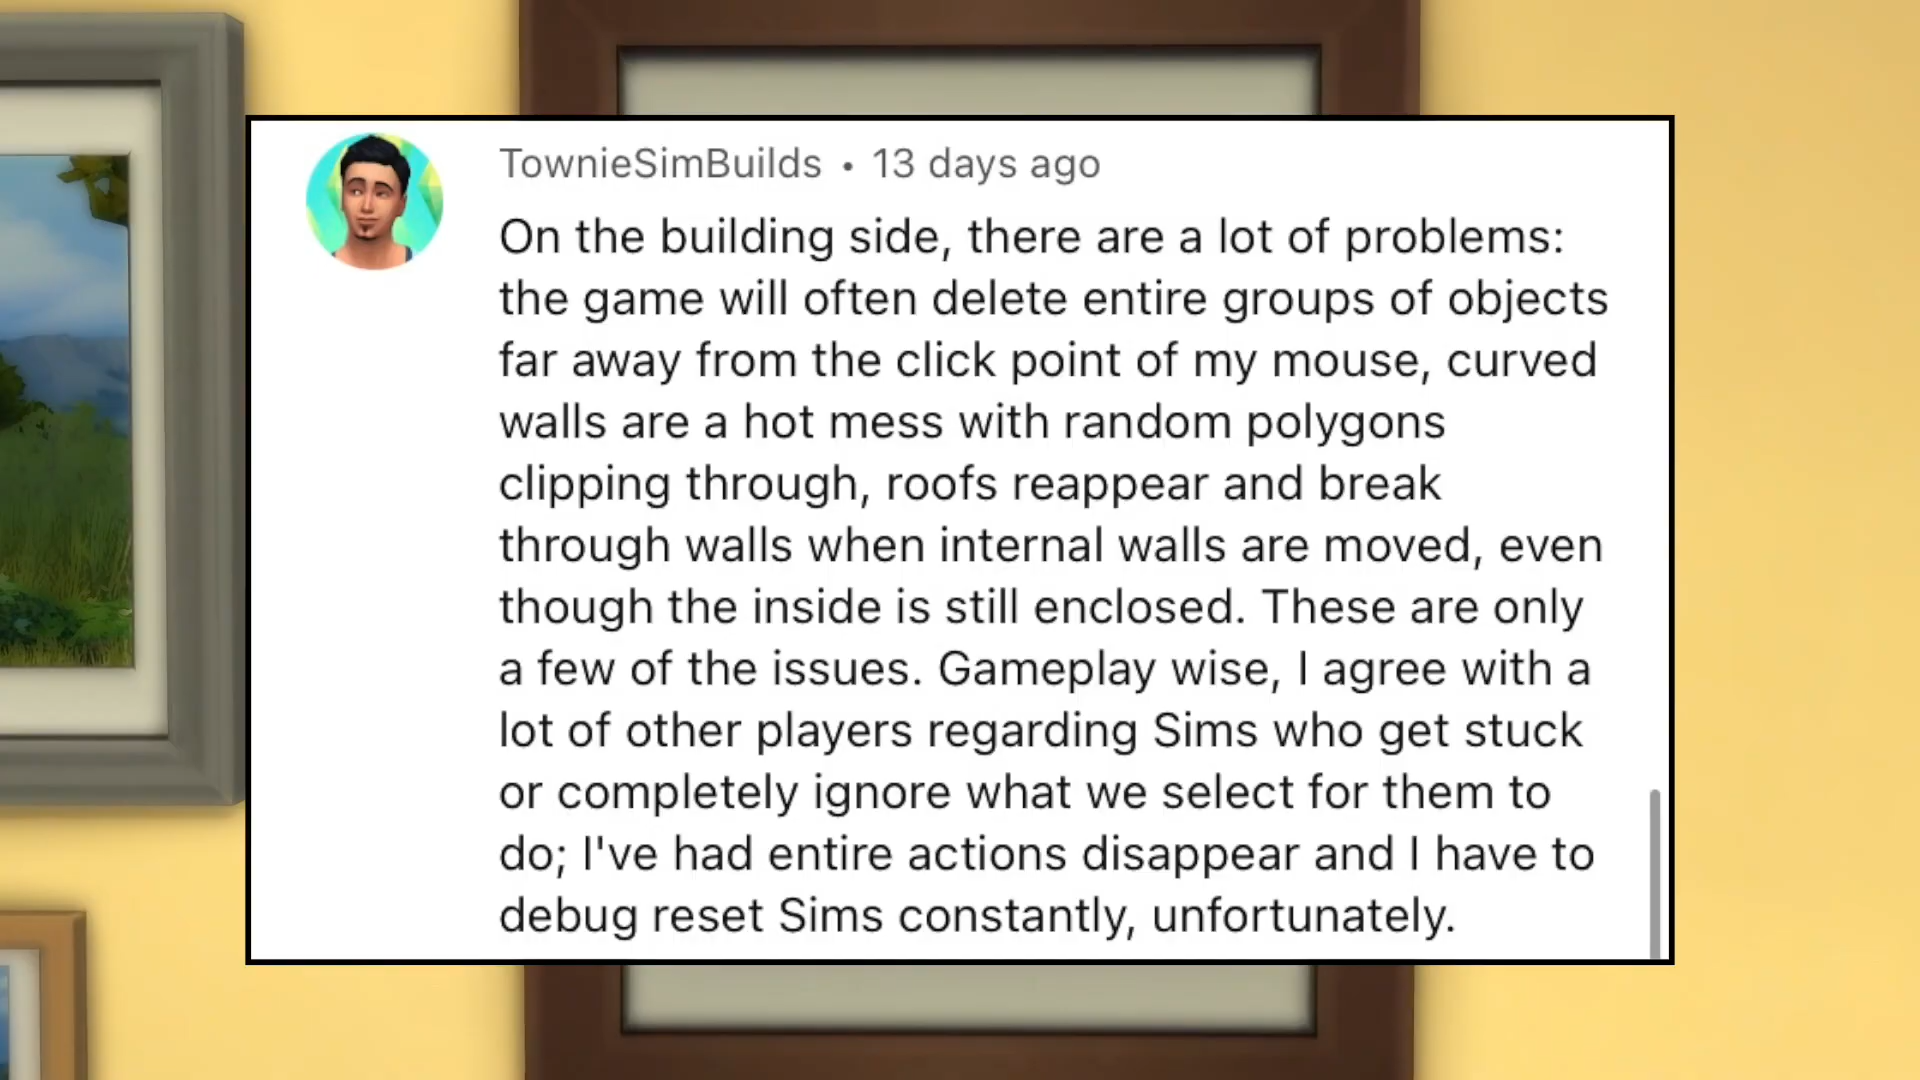 TownieSimBuilds • 13 days ago
On the building side, there are a lot of problems:
the game will often delete entire groups of objects
far away from the click point of my mouse, curved
walls are a hot mess with random polygons
clipping through, roofs reappear and break
through walls when internal walls are moved, even
though the inside is still enclosed. These are only
a few of the issues. Gameplay wise, I agree with a
lot of other players regarding Sims who get stuck
or completely ignore what we select for them to
do; I've had entire actions disappear and I have to
debug reset Sims constantly, unfortunately.